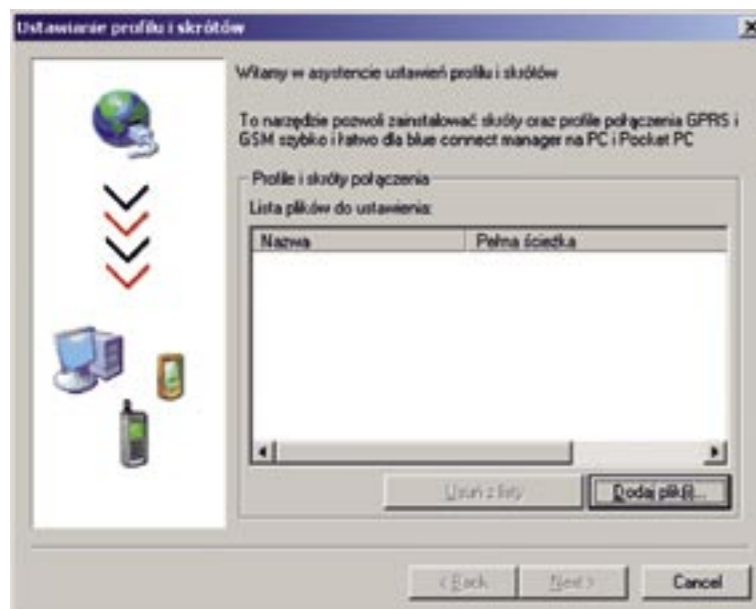 Ustawianie profilu i skrótów
Witamy w asystencie ustawień profilu i skrótów
To narzędzie pozwoli zainstalować skróty oraz profile połączenia GPRS i
GSM szybko i łatwo dla blue connect manager na PC i Pocket PC
Profile i skróty połączenia
Lista plików do ustawienia:
Nazwa Pełna ścieżka
Usuń z listy Dodaj plik(i)...
< Back Next > Cancel